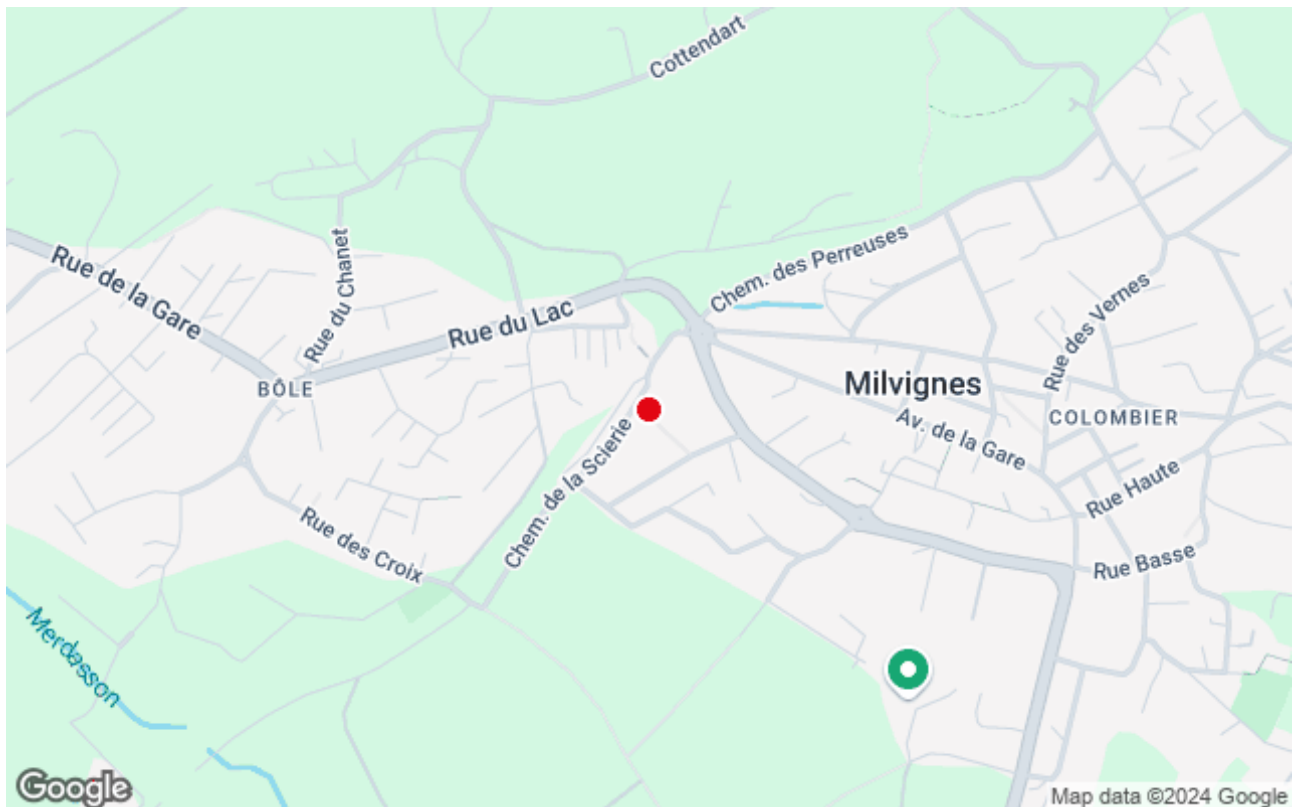 Cottendart
Rue de la Gare
Rue du Chanet
Rue du Lac
Chem. des Perreuses
Rue des Vernes
BÔLE
Milvignes
COLOMBIER
Av. de la Gare
Chem. de la Scierie
Rue Haute
Rue des Croix
Rue Basse
Merdasson
Google
Map data ©2024 Google